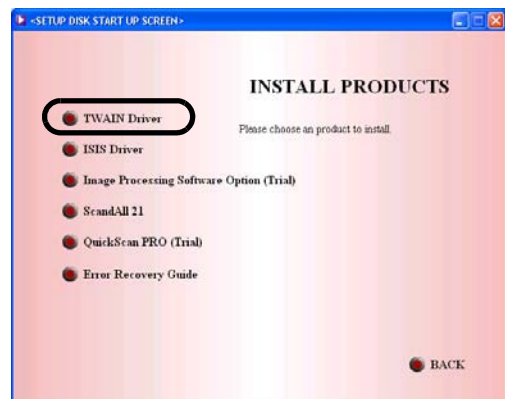 <SETUP DISK START UP SCREEN>
INSTALL PRODUCTS
Please choose an product to install.
TWAIN Driver
ISIS Driver
Image Processing Software Option (Trial)
ScandAll 21
QuickScan PRO (Trial)
Error Recovery Guide
BACK